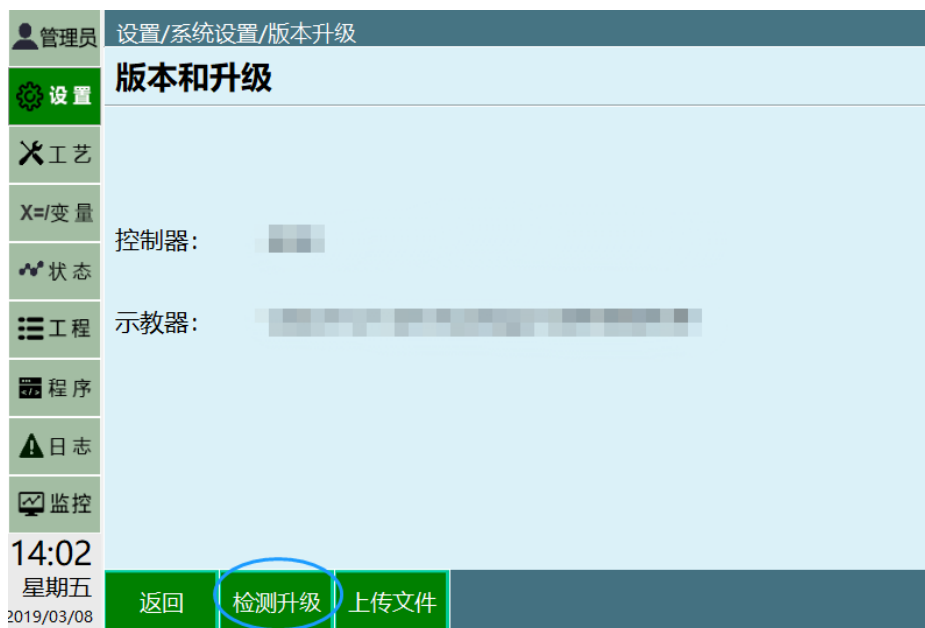 管理员
设置
工艺
X=/变量
状态
工程
程序
日志
监控
14:02
星期五
2019/03/08
设置/系统设置/版本升级
版本和升级
控制器：
示教器：
返回
检测升级
上传文件